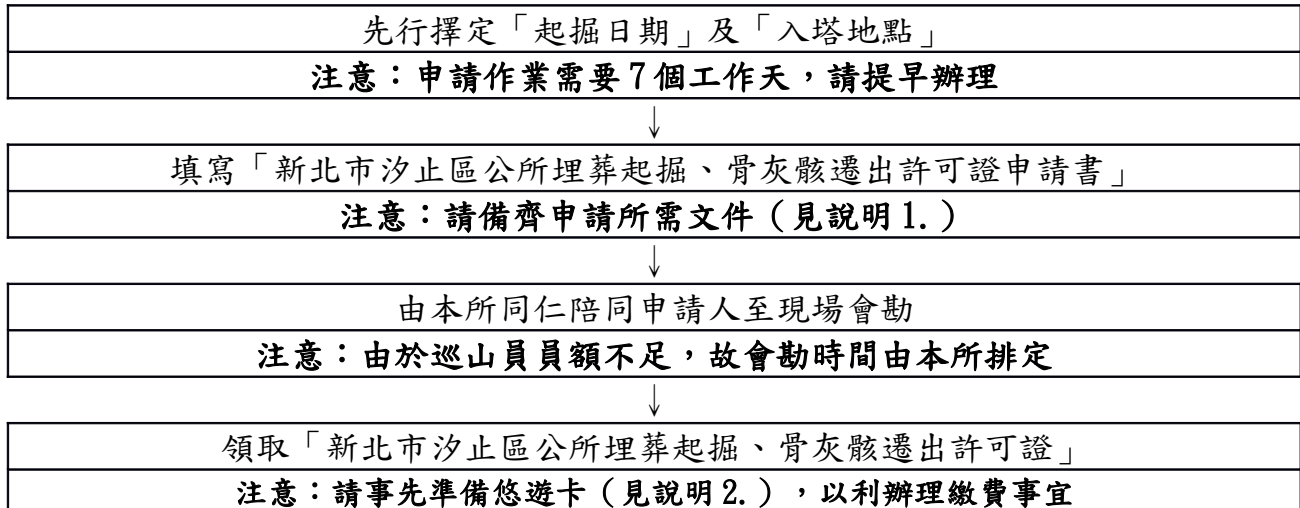 先行擇定「起掘日期」及「入塔地點」
注意：申請作業需要7個工作天，請提早辦理
↓
填寫「新北市汐止區公所埋葬起掘、骨灰骸遷出許可證申請書」
注意：請備齊申請所需文件（見說明1.）
↓
由本所同仁陪同申請人至現場會勘
注意：由於巡山員員額不足，故會勘時間由本所排定
↓
領取「新北市汐止區公所埋葬起掘、骨灰骸遷出許可證」
注意：請事先準備悠遊卡（見說明2.），以利辦理繳費事宜